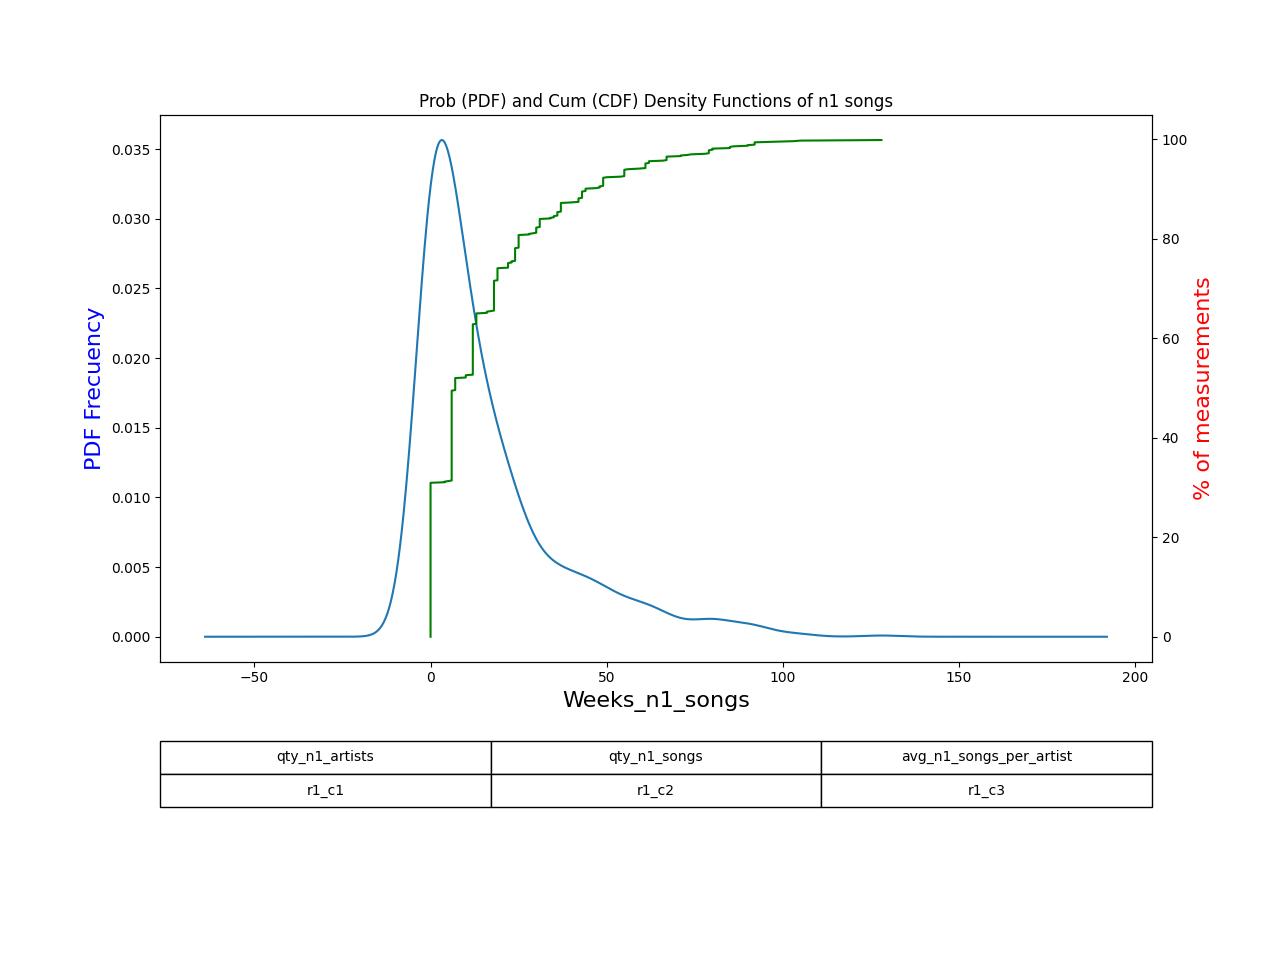 Prob (PDF) and Cum (CDF) Density Functions of n1 songs
PDF Frecuency
0.035
0.030
0.025
0.020
0.015
0.010
0.005
0.000
100
80
60
40
20
0
% of measurements
−50 0 50 100 150 200
Weeks_n1_songs
qty_n1_artists qty_n1_songs avg_n1_songs_per_artist
r1_c1 r1_c2 r1_c3